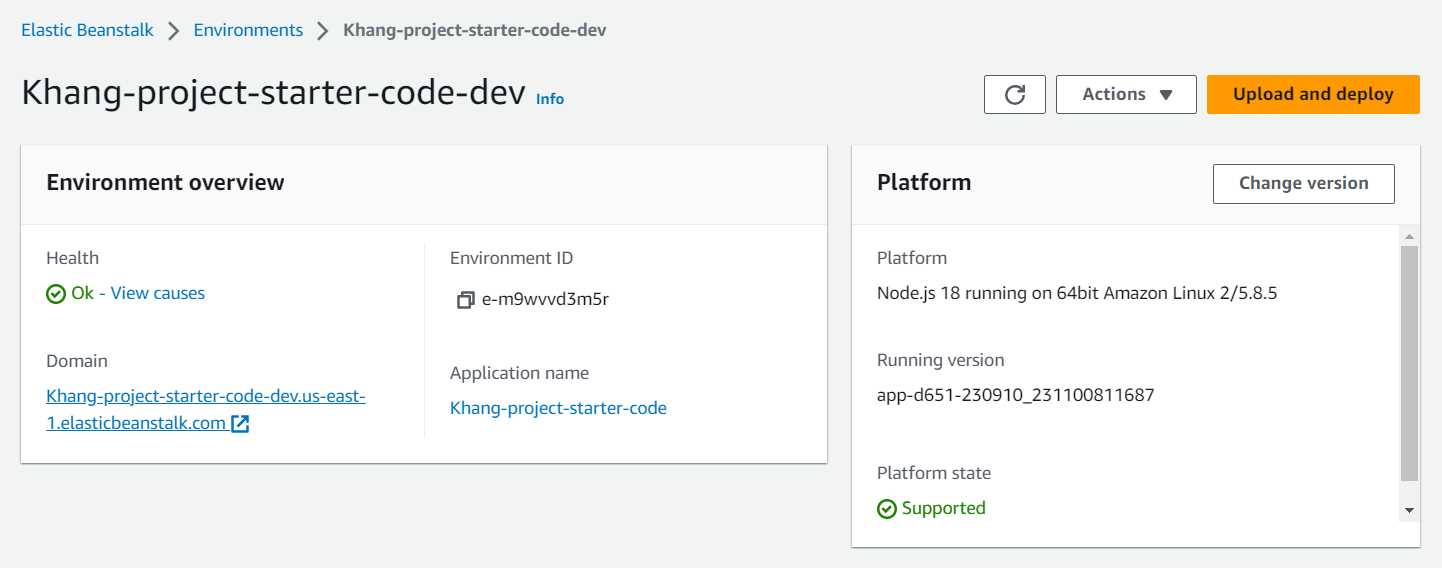 Elastic Beanstalk > Environments > Khang-project-starter-code-dev
Khang-project-starter-code-dev Info
Actions
Upload and deploy
Environment overview
Health
Ok - View causes
Domain
Khang-project-starter-code-dev.us-east-
1.elasticbeanstalk.com
Environment ID
e-m9wvvd3m5r
Application name
Khang-project-starter-code
Platform
Change version
Platform
Node.js 18 running on 64bit Amazon Linux 2/5.8.5
Running version
app-d651-230910_231100811687
Platform state
Supported